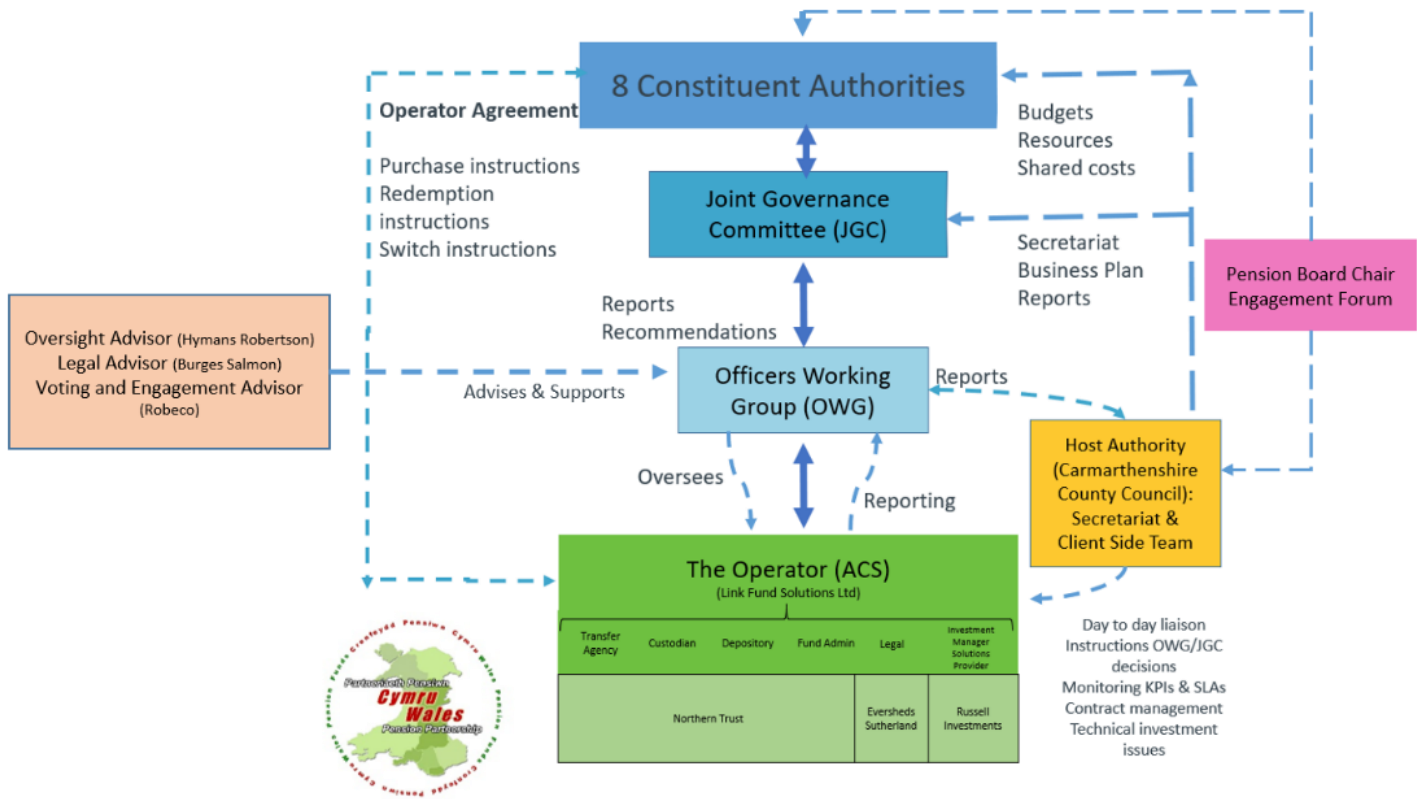 8 Constituent Authorities
Operator Agreement
Purchase instructions
Redemption
instructions
Switch instructions
Budgets
Resources
Shared costs
Joint Governance
Committee (JGC)
Secretariat
Business Plan
Reports
Pension Board Chair
Engagement Forum
Oversight Advisor (Hymans Robertson)
Legal Advisor (Burges Salmon)
Voting and Engagement Advisor
(Robeco)
Advises & Supports
Reports
Recommendations
Officers Working
Group (OWG)
Reports
Host Authority
(Carmarthenshire
County Council):
Secretariat &
Client Side Team
Oversees
Reporting
The Operator (ACS)
(Link Fund Solutions Ltd)
Transfer
Agency
Custodian
Depository
Fund Admin
Legal
Investment
Manager
Solutions
Provider
Northern Trust
Eversheds
Sutherland
Russell
Investments
Day to day liaison
Instructions OWG/JGC
decisions
Monitoring KPIs & SLAs
Contract management
Technical investment
issues
Partneriaeth Pensiwn
Cymru
Wales
Pension Partnership